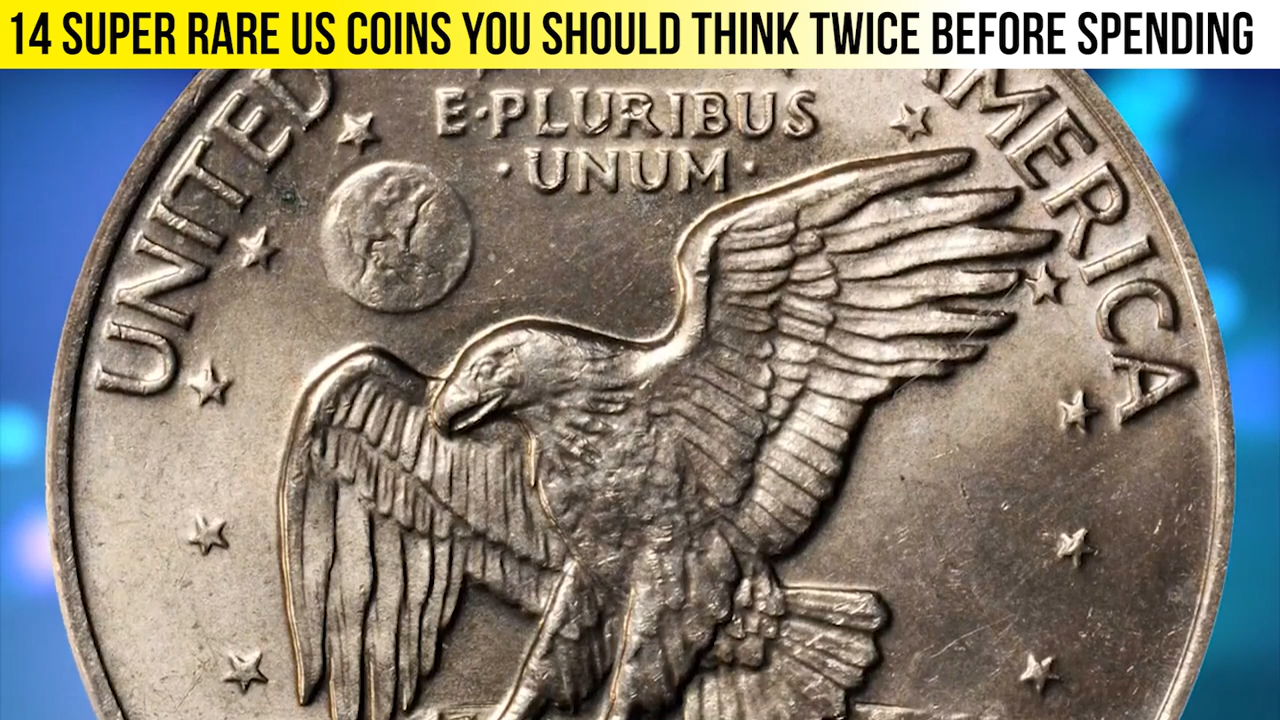 14 SUPER RARE US COINS YOU SHOULD THINK TWICE BEFORE SPENDING
UNITED
E·PLURIBUS
·UNUM·
AMERICA